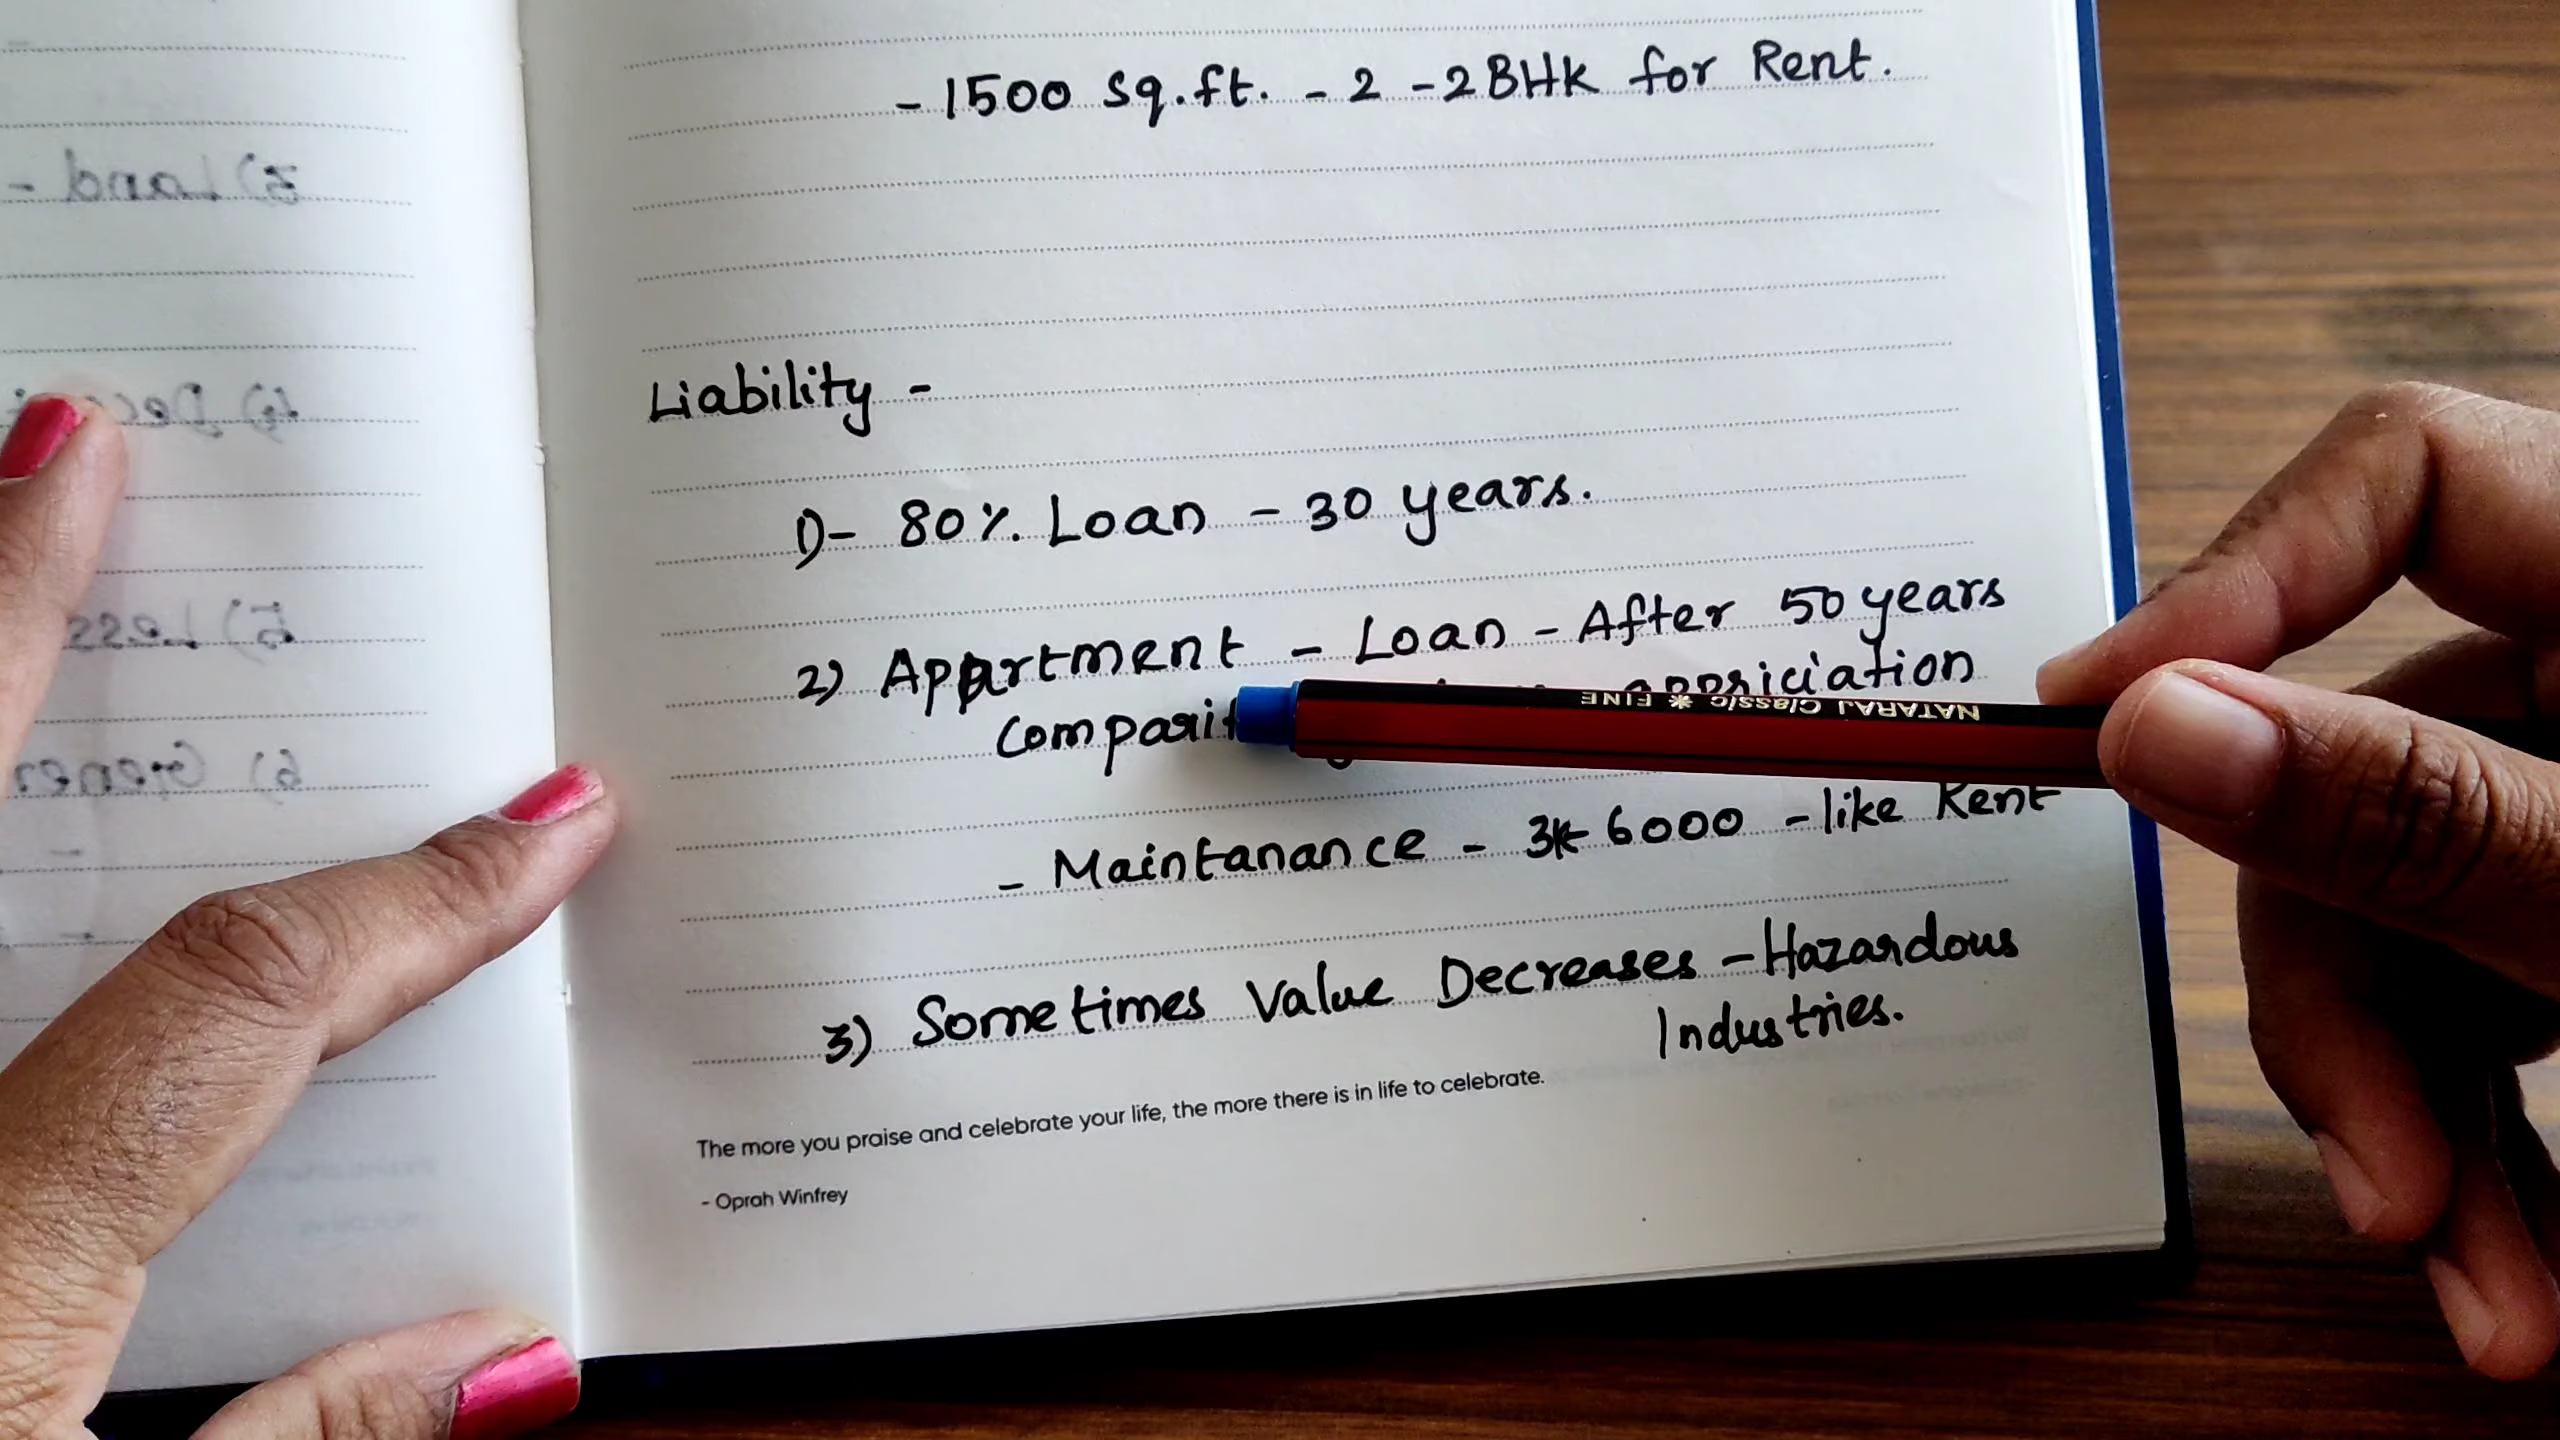 - 1500 sq.ft. - 2 - 2BHK for Rent.
Liability -
1)- 80% Loan - 30 years.
2) Appartment - Loan - After 50 years
appriciation
NATARAJ Classic * FINE
- Maintanance - 3k- 6000 - like Rent
3) Sometimes Value Decreases - Hazardous
Industries.
The more you praise and celebrate your life, the more there is in life to celebrate.
- Oprah Winfrey
3) Land -